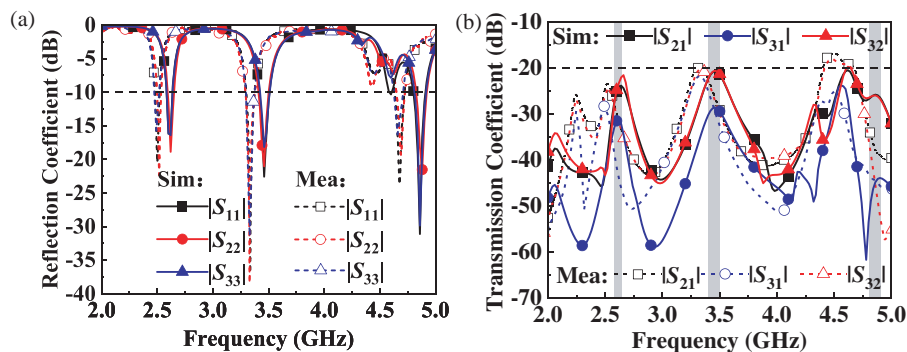 (a)
Reflection Coefficient (dB)
0
-5
-10
-15
-20
-25
-30
-35
-40
Sim: Mea:
|S11| |S11|
|S22| |S22|
|S33| |S33|
2.0 2.5 3.0 3.5 4.0 4.5 5.0
Frequency (GHz)
(b)
Transmission Coefficient (dB)
-10
-20
-30
-40
-50
-60
-70
Sim: |S21| |S31| |S32|
Mea: |S21| |S31| |S32|
2.0 2.5 3.0 3.5 4.0 4.5 5.0
Frequency (GHz)